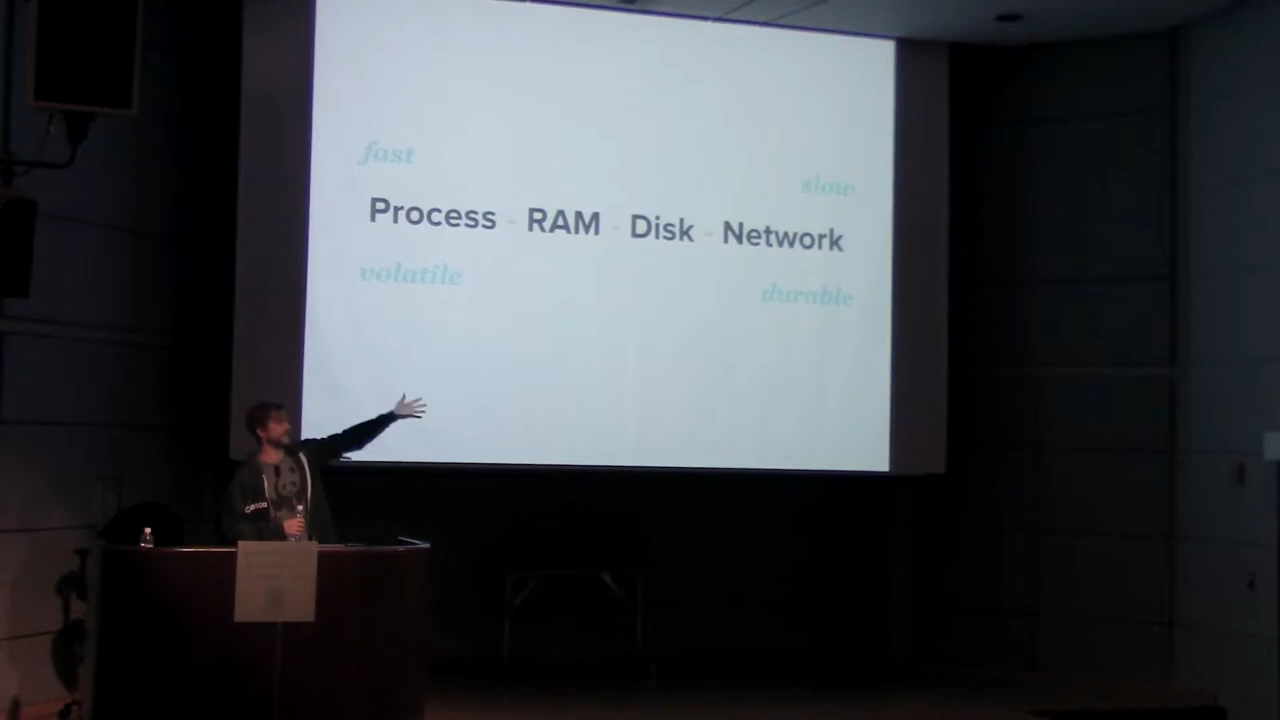 fast
slow
Process - RAM - Disk - Network
volatile
durable